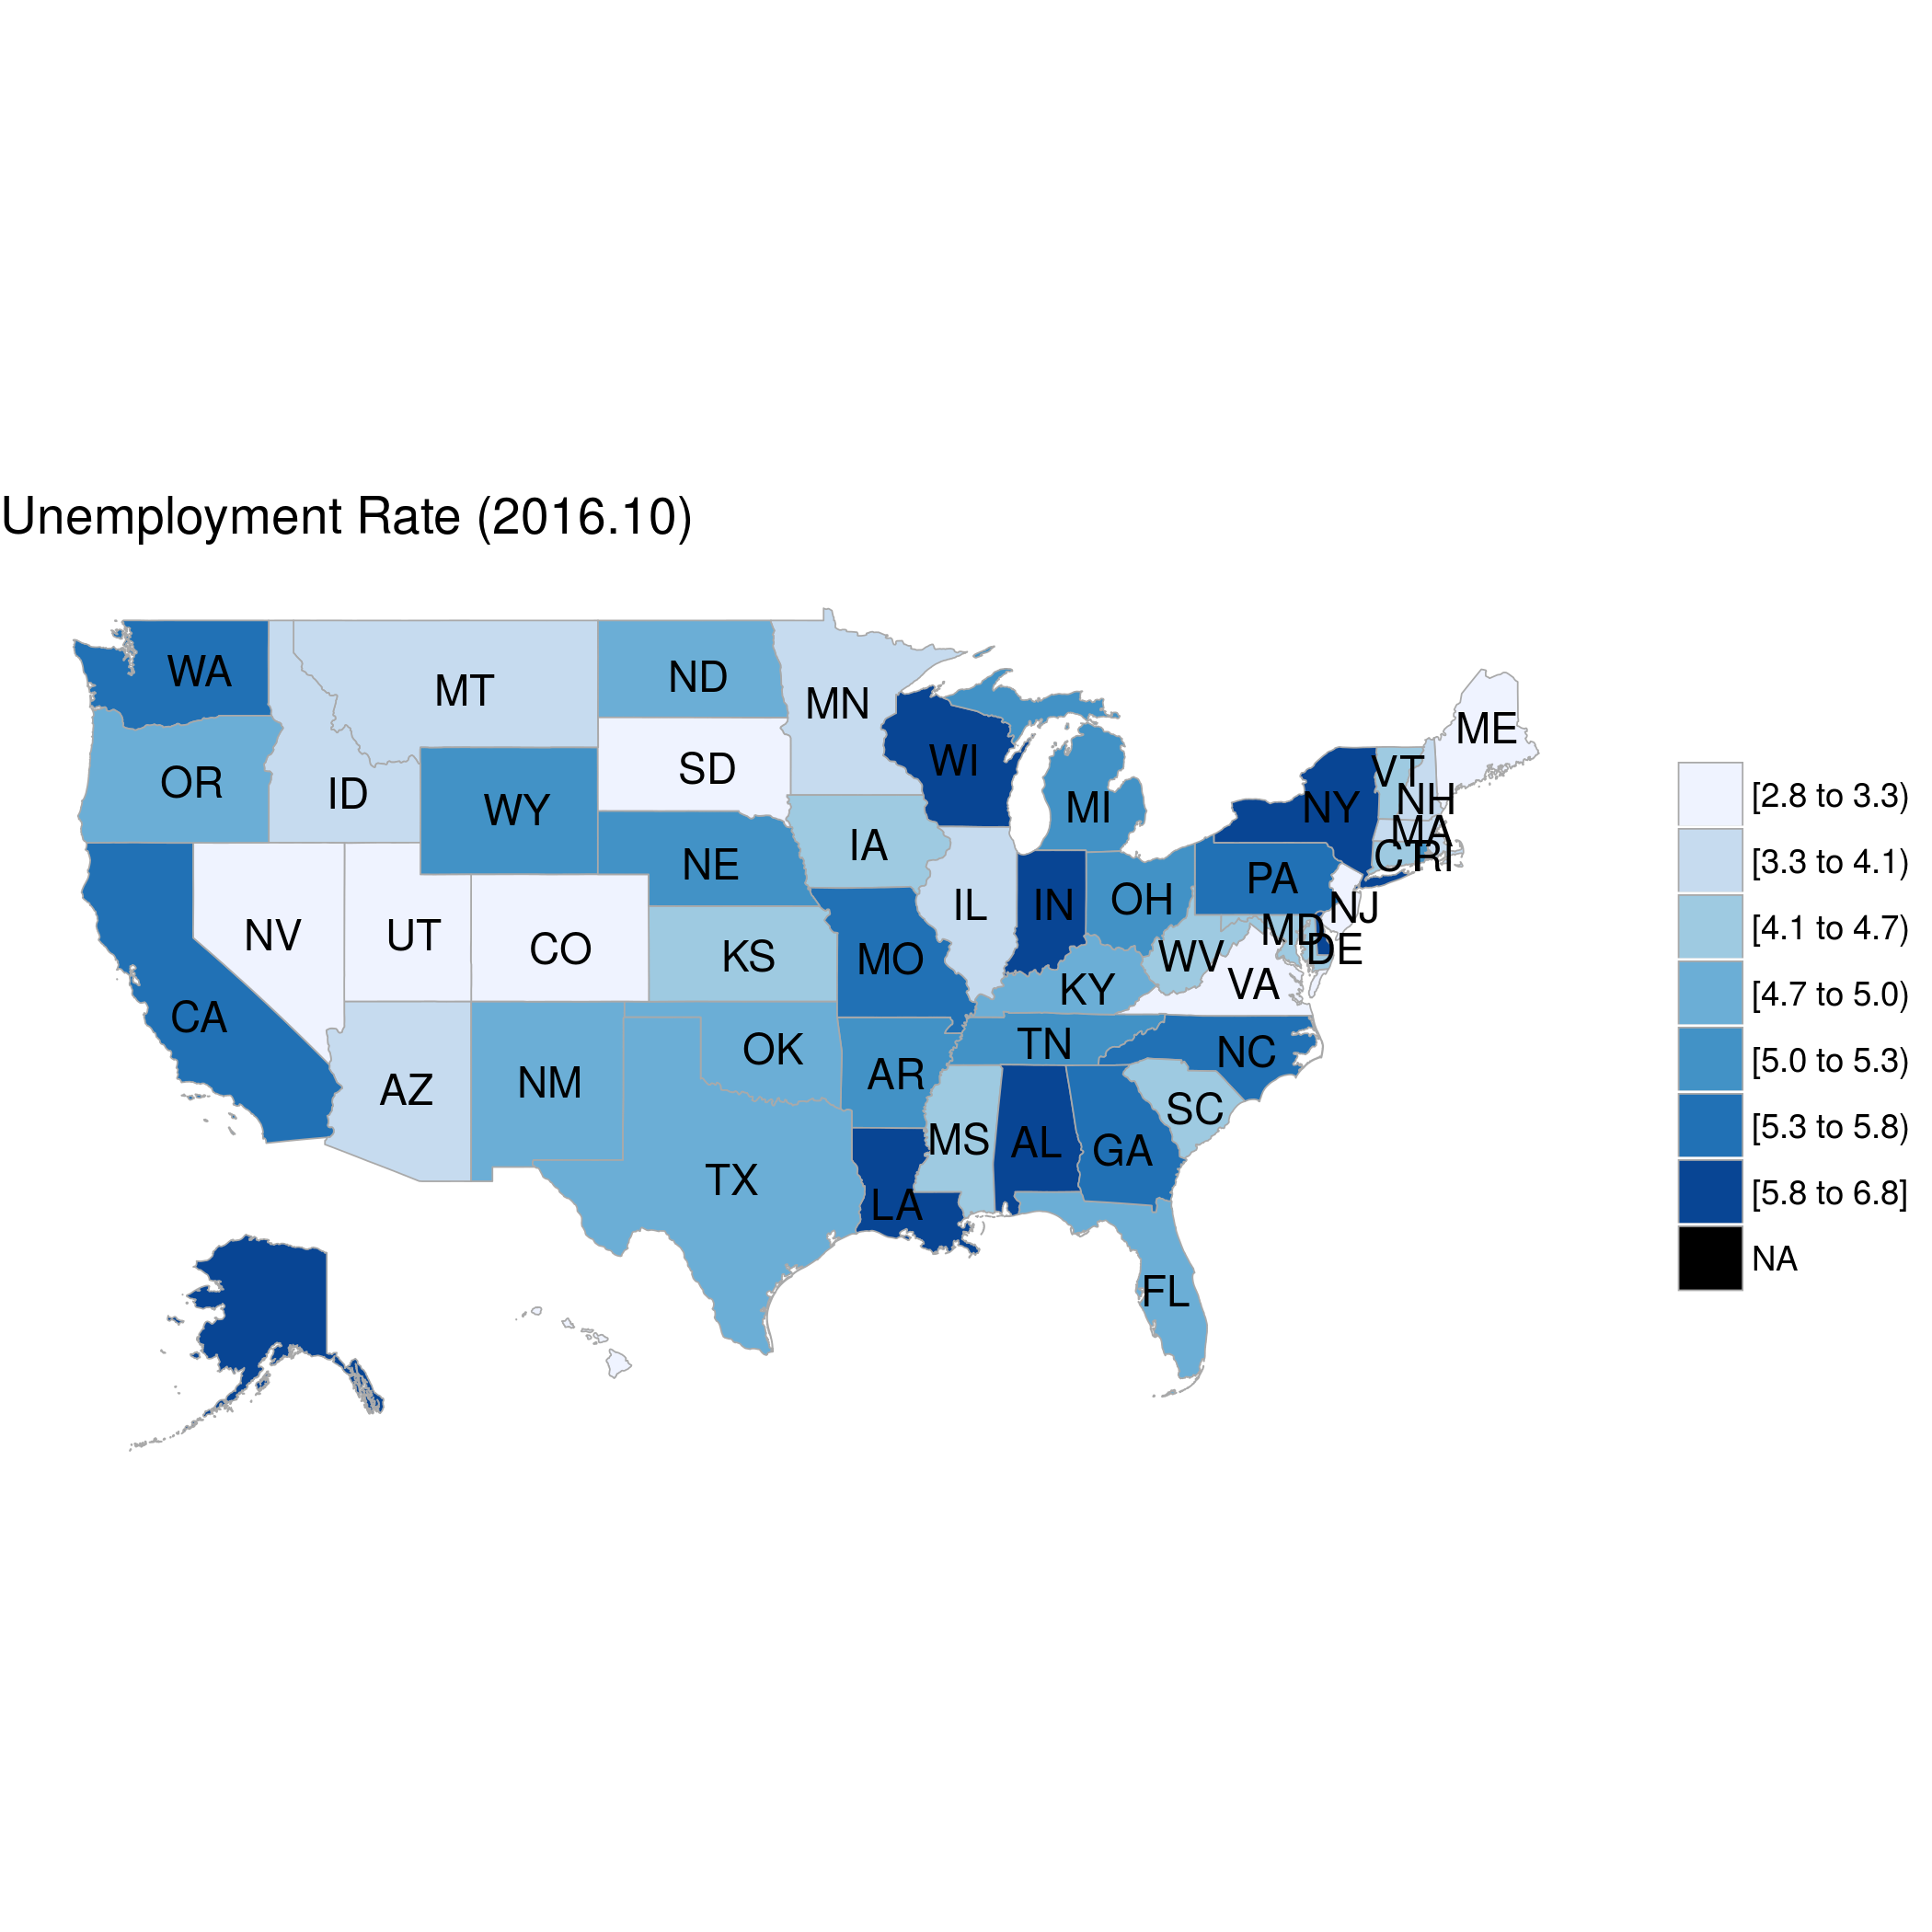 Unemployment Rate (2016.10)
WA
MT
ND
MN
ME
OR
ID
WY
SD
WI
MI
VT
NH
NY
MA
C
RI
IA
NE
PA
NV
UT
CO
KS
MO
IL
IN
OH
NJ
MD
DE
WV
VA
KY
CA
AZ
NM
OK
AR
TN
NC
SC
TX
LA
MS
AL
GA
FL
[2.8 to 3.3)
[3.3 to 4.1)
[4.1 to 4.7)
[4.7 to 5.0)
[5.0 to 5.3)
[5.3 to 5.8)
[5.8 to 6.8]
NA